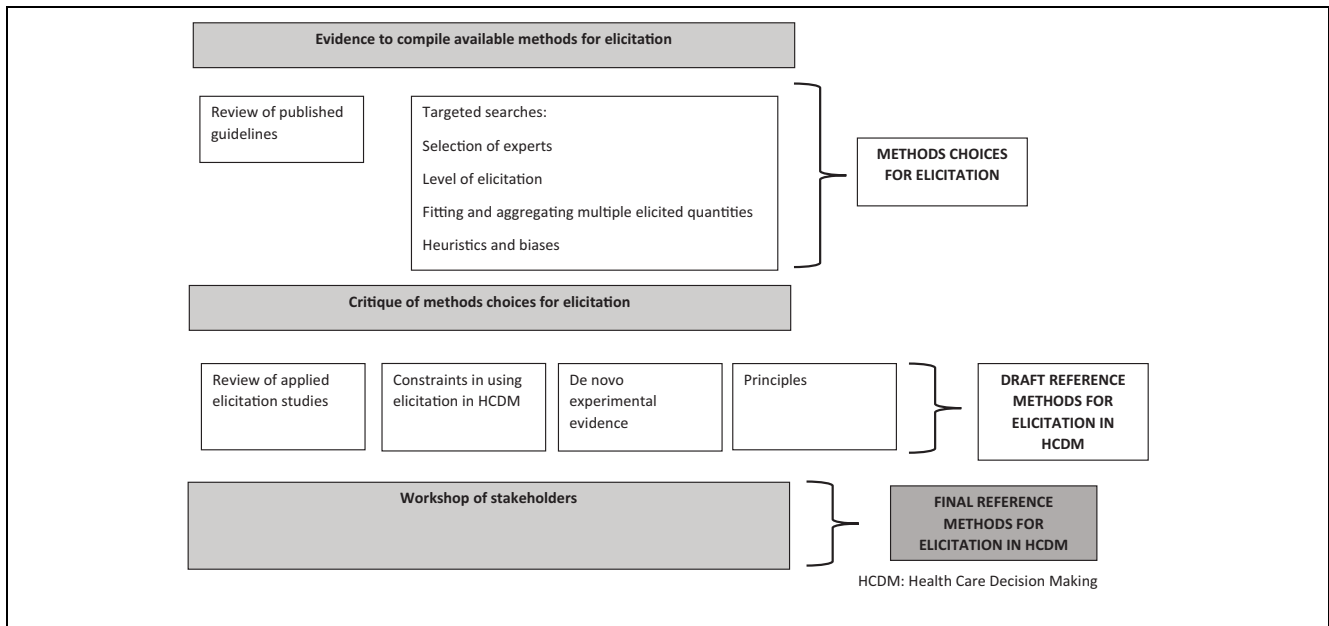 Evidence to compile available methods for elicitation
Review of published
guidelines
Targeted searches:
Selection of experts
Level of elicitation
Fitting and aggregating multiple elicited quantities
Heuristics and biases
METHODS CHOICES
FOR ELICITATION
Critique of methods choices for elicitation
Review of applied
elicitation studies
Constraints in using
elicitation in HCDM
De novo
experimental
evidence
Principles
DRAFT REFERENCE
METHODS FOR
ELICITATION IN
HCDM
Workshop of stakeholders
FINAL REFERENCE
METHODS FOR
ELICITATION IN HCDM
HCDM: Health Care Decision Making